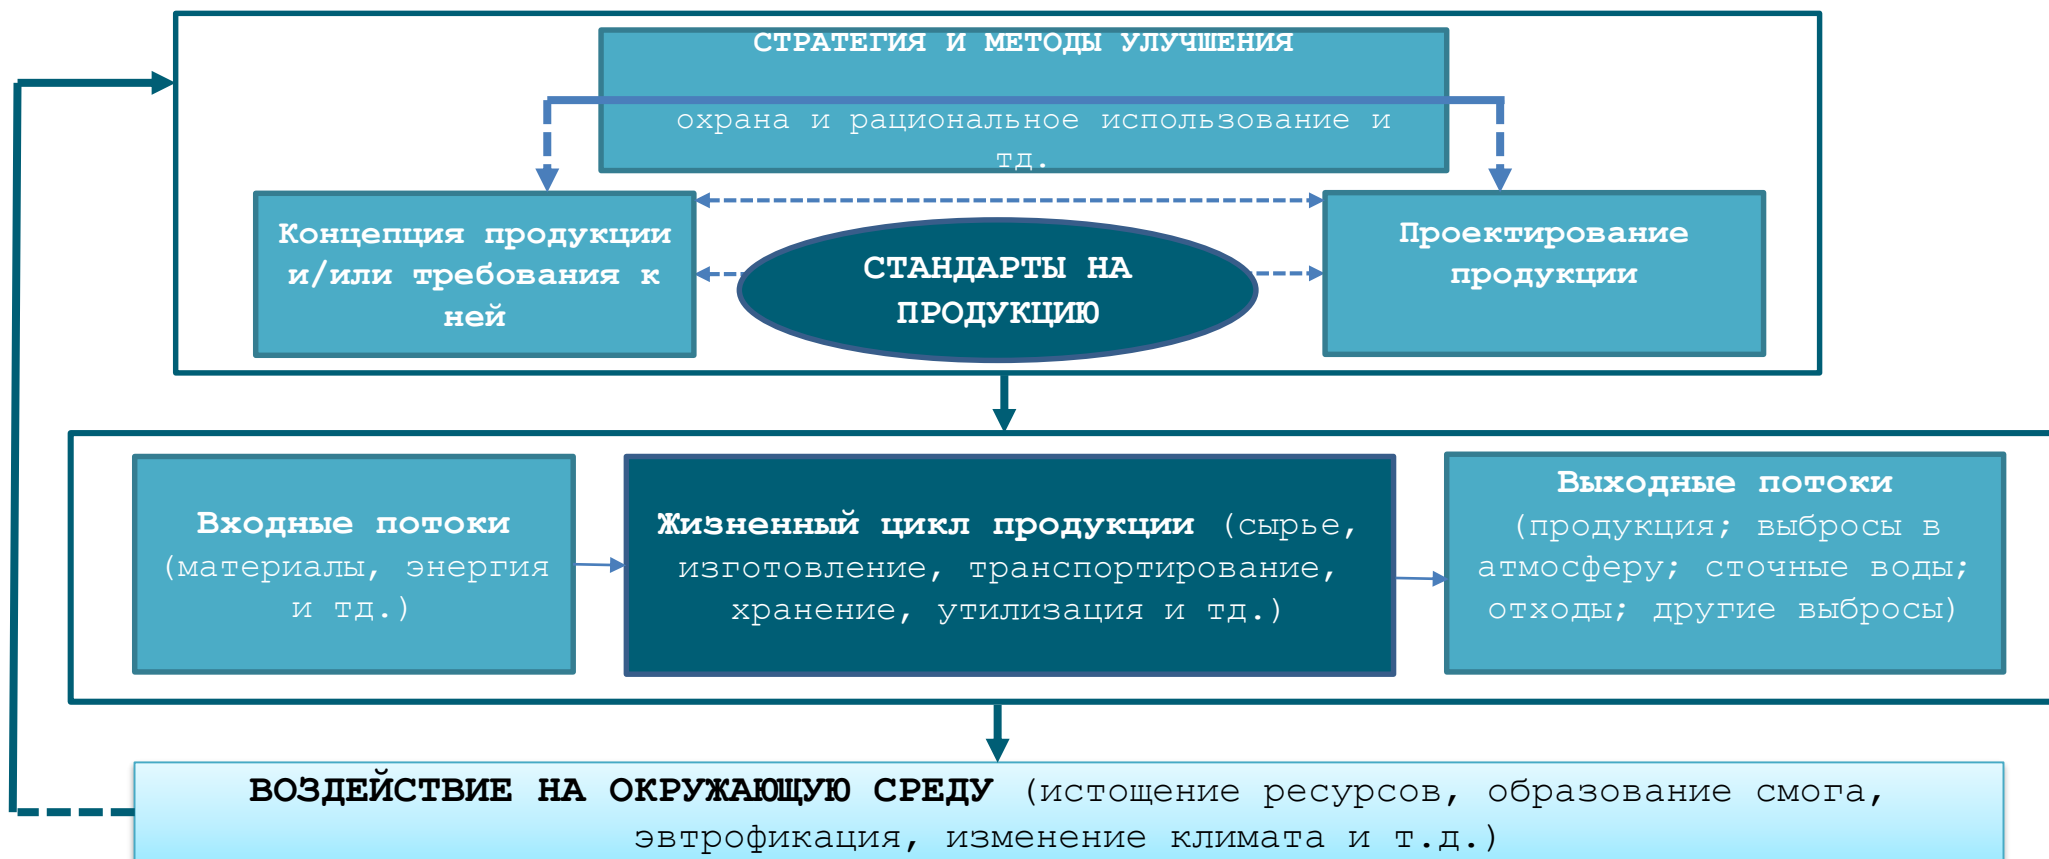 СТРАТЕГИЯ И МЕТОДЫ УЛУЧШЕНИЯ
охрана и рациональное использование и
тд.
Концепция продукции
и/или требования к
ней
СТАНДАРТЫ НА
ПРОДУКЦИЮ
Проектирование
продукции
Входные потоки
(материалы, энергия
и тд.)
Жизненный цикл продукции (сырье,
изготовление, транспортирование,
хранение, утилизация и тд.)
Выходные потоки
(продукция; выбросы в
атмосферу; сточные воды;
отходы; другие выбросы)
ВОЗДЕЙСТВИЕ НА ОКРУЖАЮЩУЮ СРЕДУ (истощение ресурсов, образование смога,
эвтрофикация, изменение климата и т.д.)